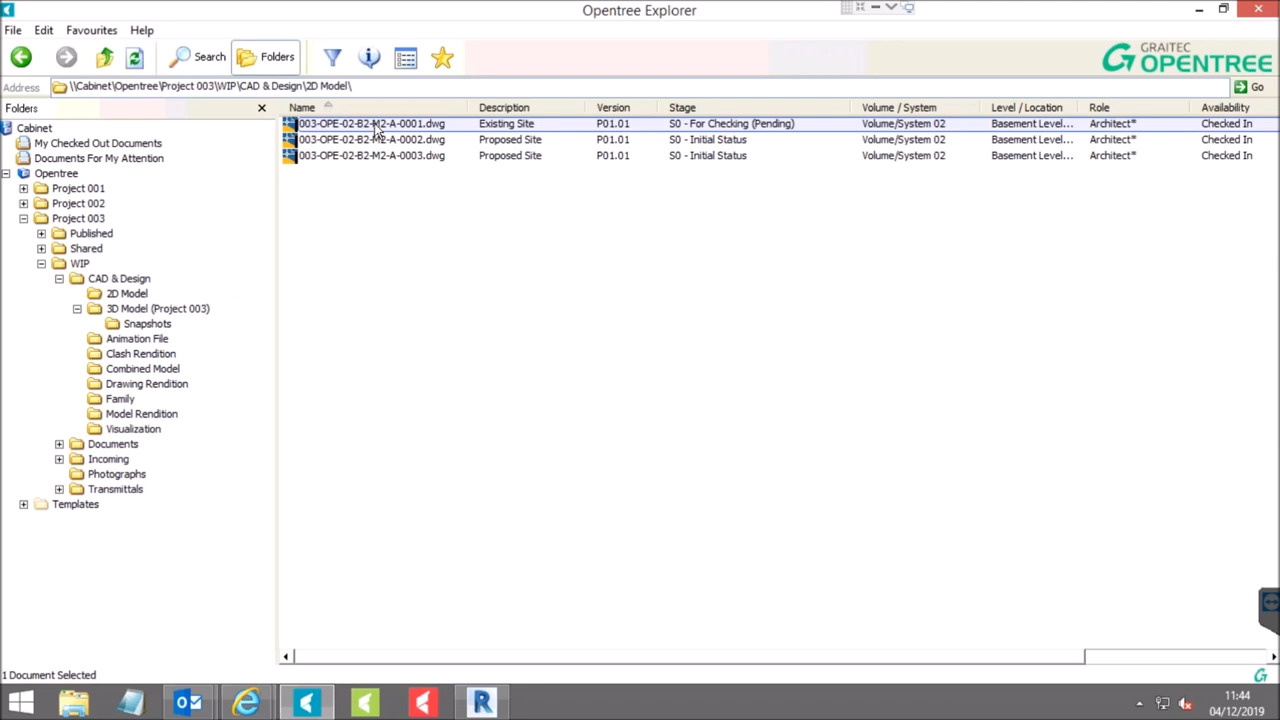 Opentree Explorer
File Edit Favourites Help
Search Folders
GRAITEC OPENTREE
Address \\Cabinet\Opentree\Project 003\WIP\CAD & Design\2D Model\ Go
Folders
Name Description Version Stage Volume / System Level / Location Role Availability
003-OPE-02-B2-M2-A-0001.dwg Existing Site P01.01 S0 - For Checking (Pending) Volume/System 02 Basement Level... Architect* Checked In
003-OPE-02-B2-M2-A-0002.dwg Proposed Site P01.01 S0 - Initial Status Volume/System 02 Basement Level... Architect* Checked In
003-OPE-02-B2-M2-A-0003.dwg Proposed Site P01.01 S0 - Initial Status Volume/System 02 Basement Level... Architect* Checked In
Cabinet
My Checked Out Documents
Documents For My Attention
Opentree
Project 001
Project 002
Project 003
Published
Shared
WIP
CAD & Design
2D Model
3D Model (Project 003)
Snapshots
Animation File
Clash Rendition
Combined Model
Drawing Rendition
Family
Model Rendition
Visualization
Documents
Incoming
Photographs
Transmittals
Templates
1 Document Selected
11:44
04/12/2019